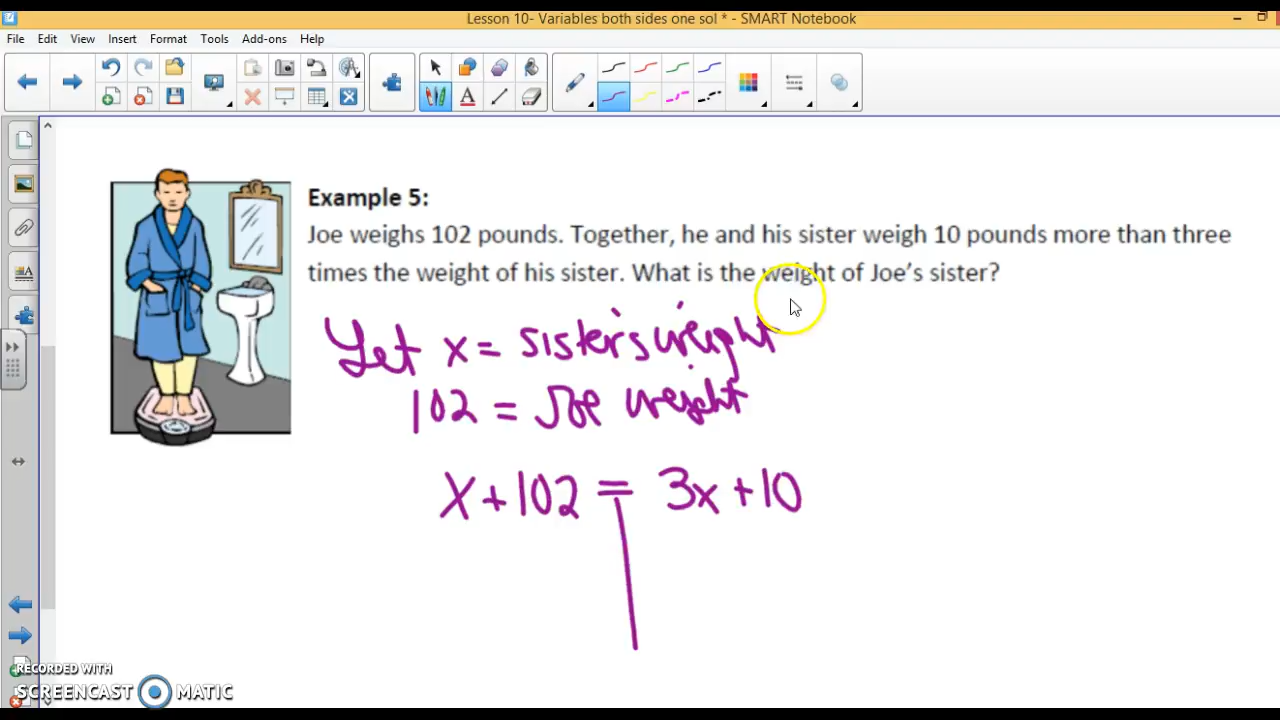 Lesson 10- Variables both sides one sol * - SMART Notebook
File Edit View Insert Format Tools Add-ons Help
Example 5:
Joe weighs 102 pounds. Together, he and his sister weigh 10 pounds more than three
times the weight of his sister. What is the weight of Joe's sister?
Let x = sister's weight
102 = Joe weight
x + 102 = 3x + 10
RECORDED WITH
SCREENCAST MATIC